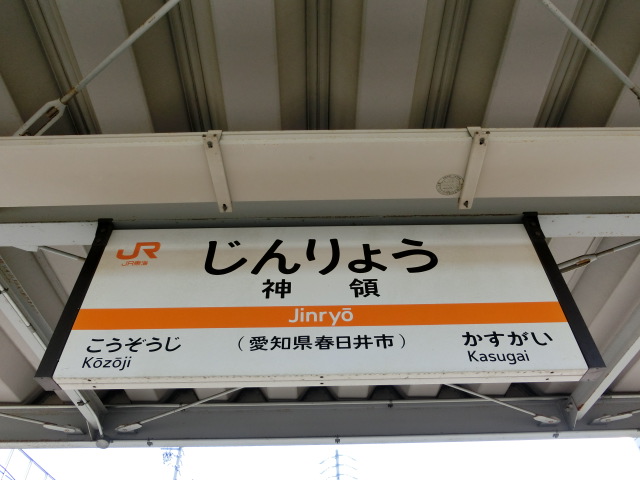 JR
JR東海
じんりょう
神領
Jinryō
こうぞうじ
Kōzōji
（愛知県春日井市）
かすがい
Kasugai